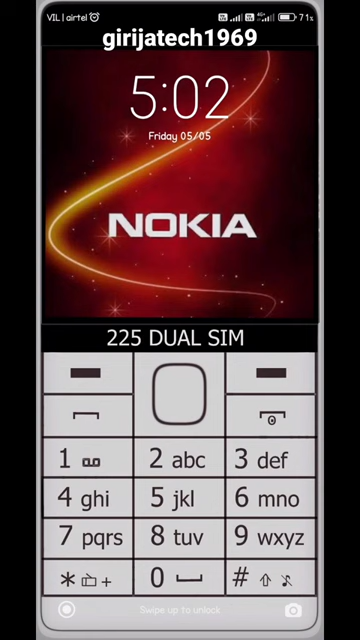 VIL | airtel 4G+ 71%
girijatech1969
5:02
Friday 05/05
NOKIA
225 DUAL SIM
1 2 abc 3 def
4 ghi 5 jkl 6 mno
7 pqrs 8 tuv 9 wxyz
* + 0 #
Swipe up to unlock